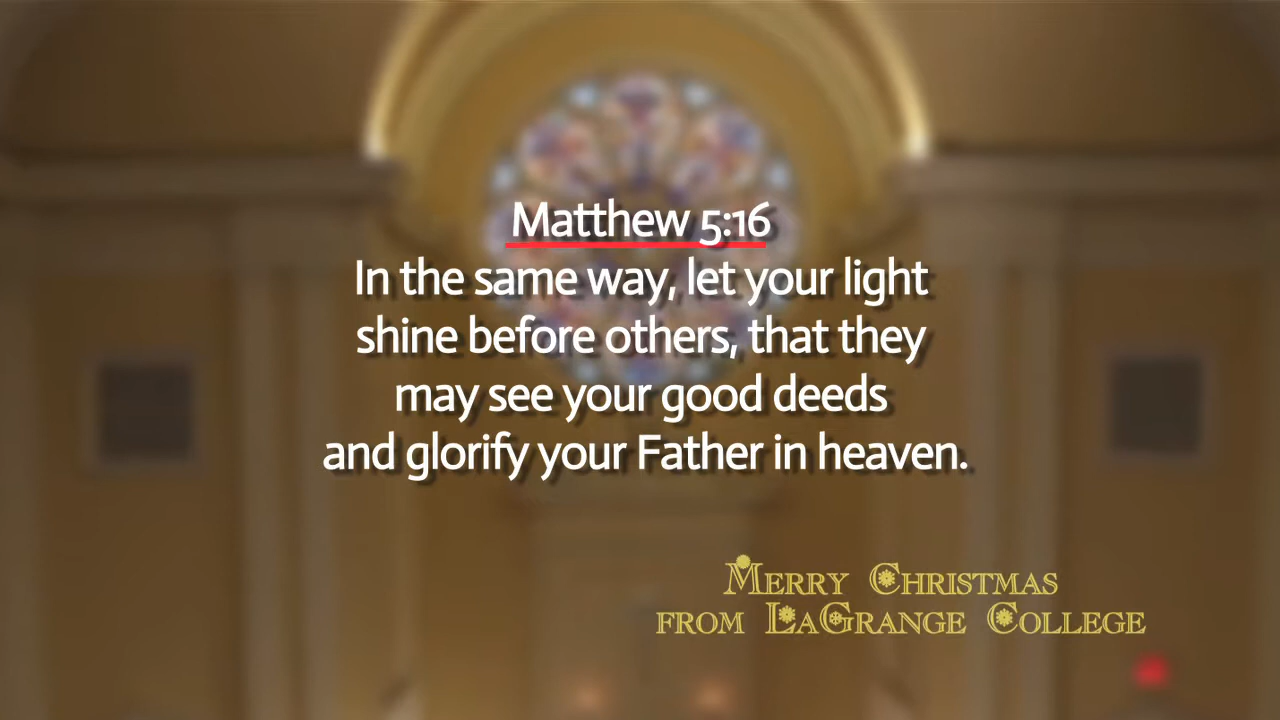 Matthew 5:16
In the same way, let your light
shine before others, that they
may see your good deeds
and glorify your Father in heaven.
Merry Christmas
from LaGrange College